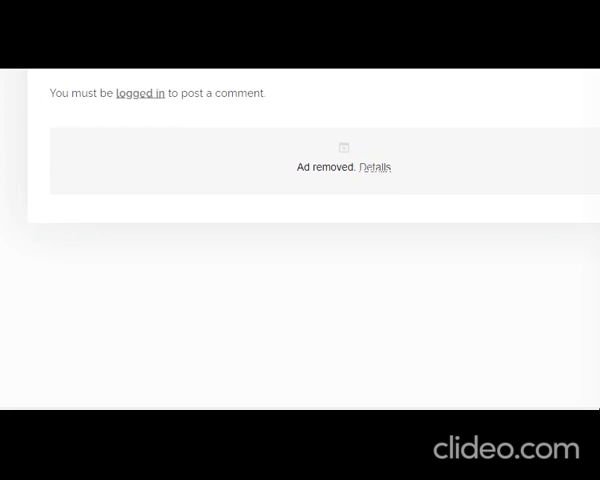 You must be logged in to post a comment.
Ad removed. Details
clideo.com